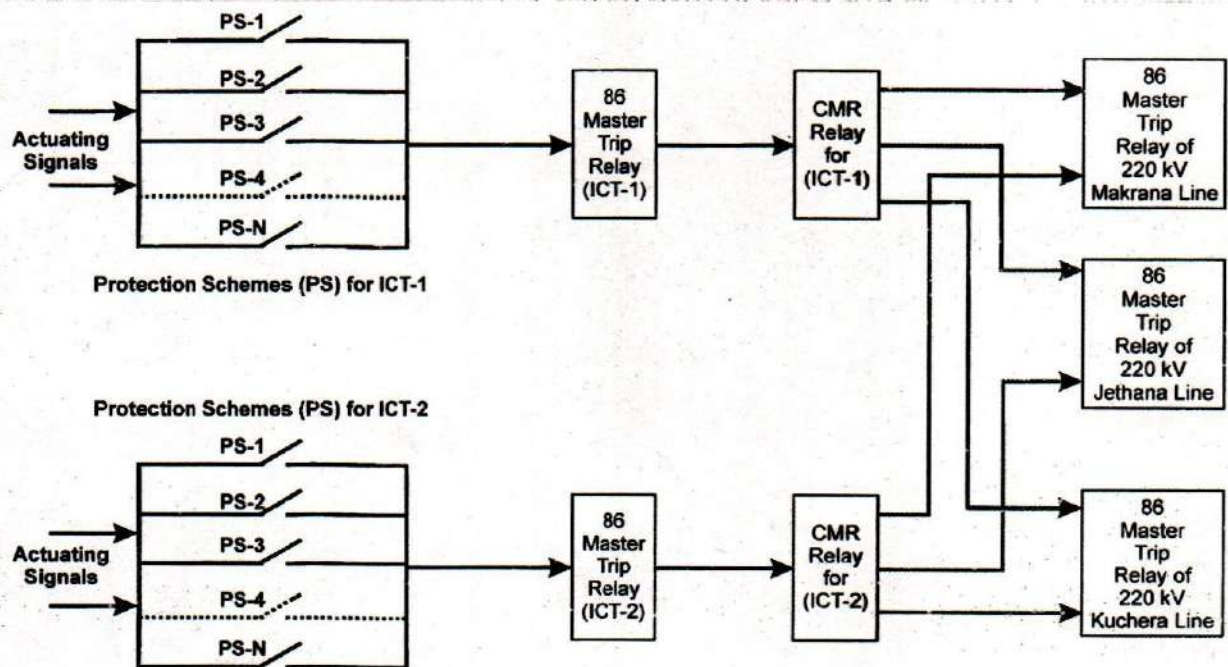 PS-1
PS-2
PS-3
PS-4
PS-N
Actuating
Signals
Protection Schemes (PS) for ICT-1
86
Master
Trip
Relay
(ICT-1)
CMR
Relay
for
(ICT-1)
86
Master
Trip
Relay of
220 kV
Makrana Line
86
Master
Trip
Relay of
220 kV
Jethana Line
Protection Schemes (PS) for ICT-2
PS-1
PS-2
PS-3
PS-4
PS-N
Actuating
Signals
86
Master
Trip
Relay
(ICT-2)
CMR
Relay
for
(ICT-2)
86
Master
Trip
Relay of
220 kV
Kuchera Line